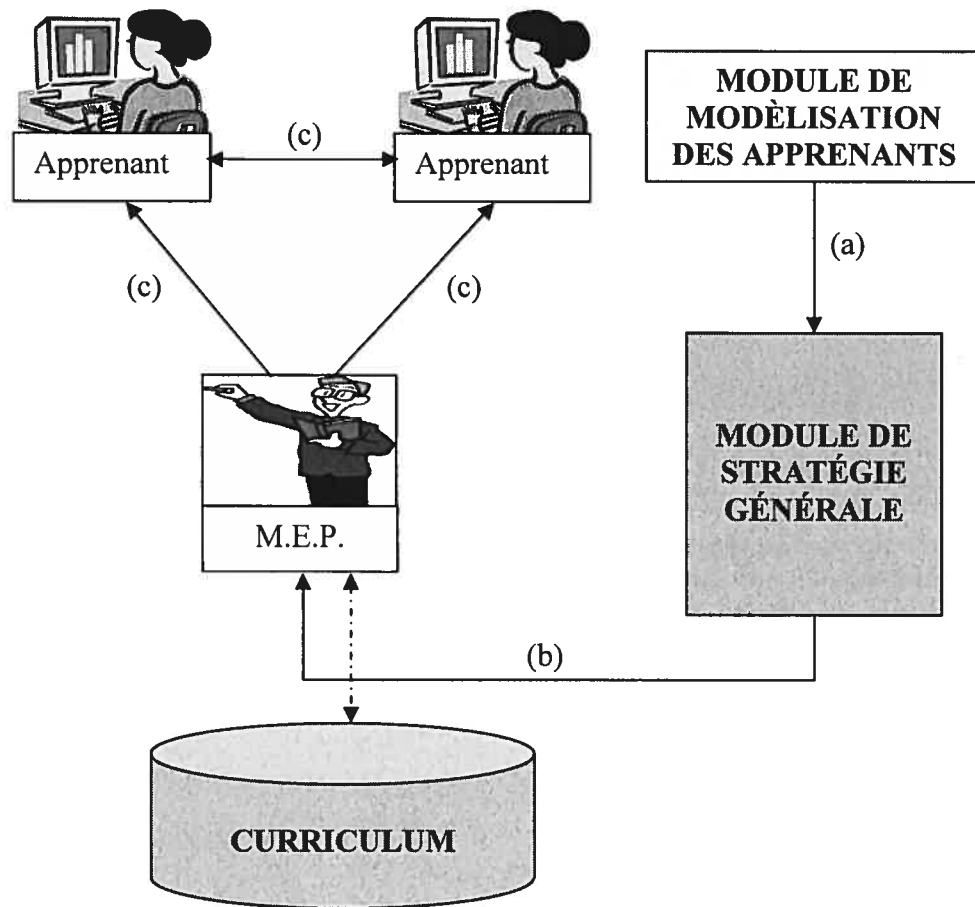 MODULE DE
MODÈLISATION
DES APPRENANTS
Apprenant
(c)
Apprenant
(a)
(c)
(c)
MODULE DE
STRATÉGIE
GÉNÉRALE
M.E.P.
(b)
CURRICULUM